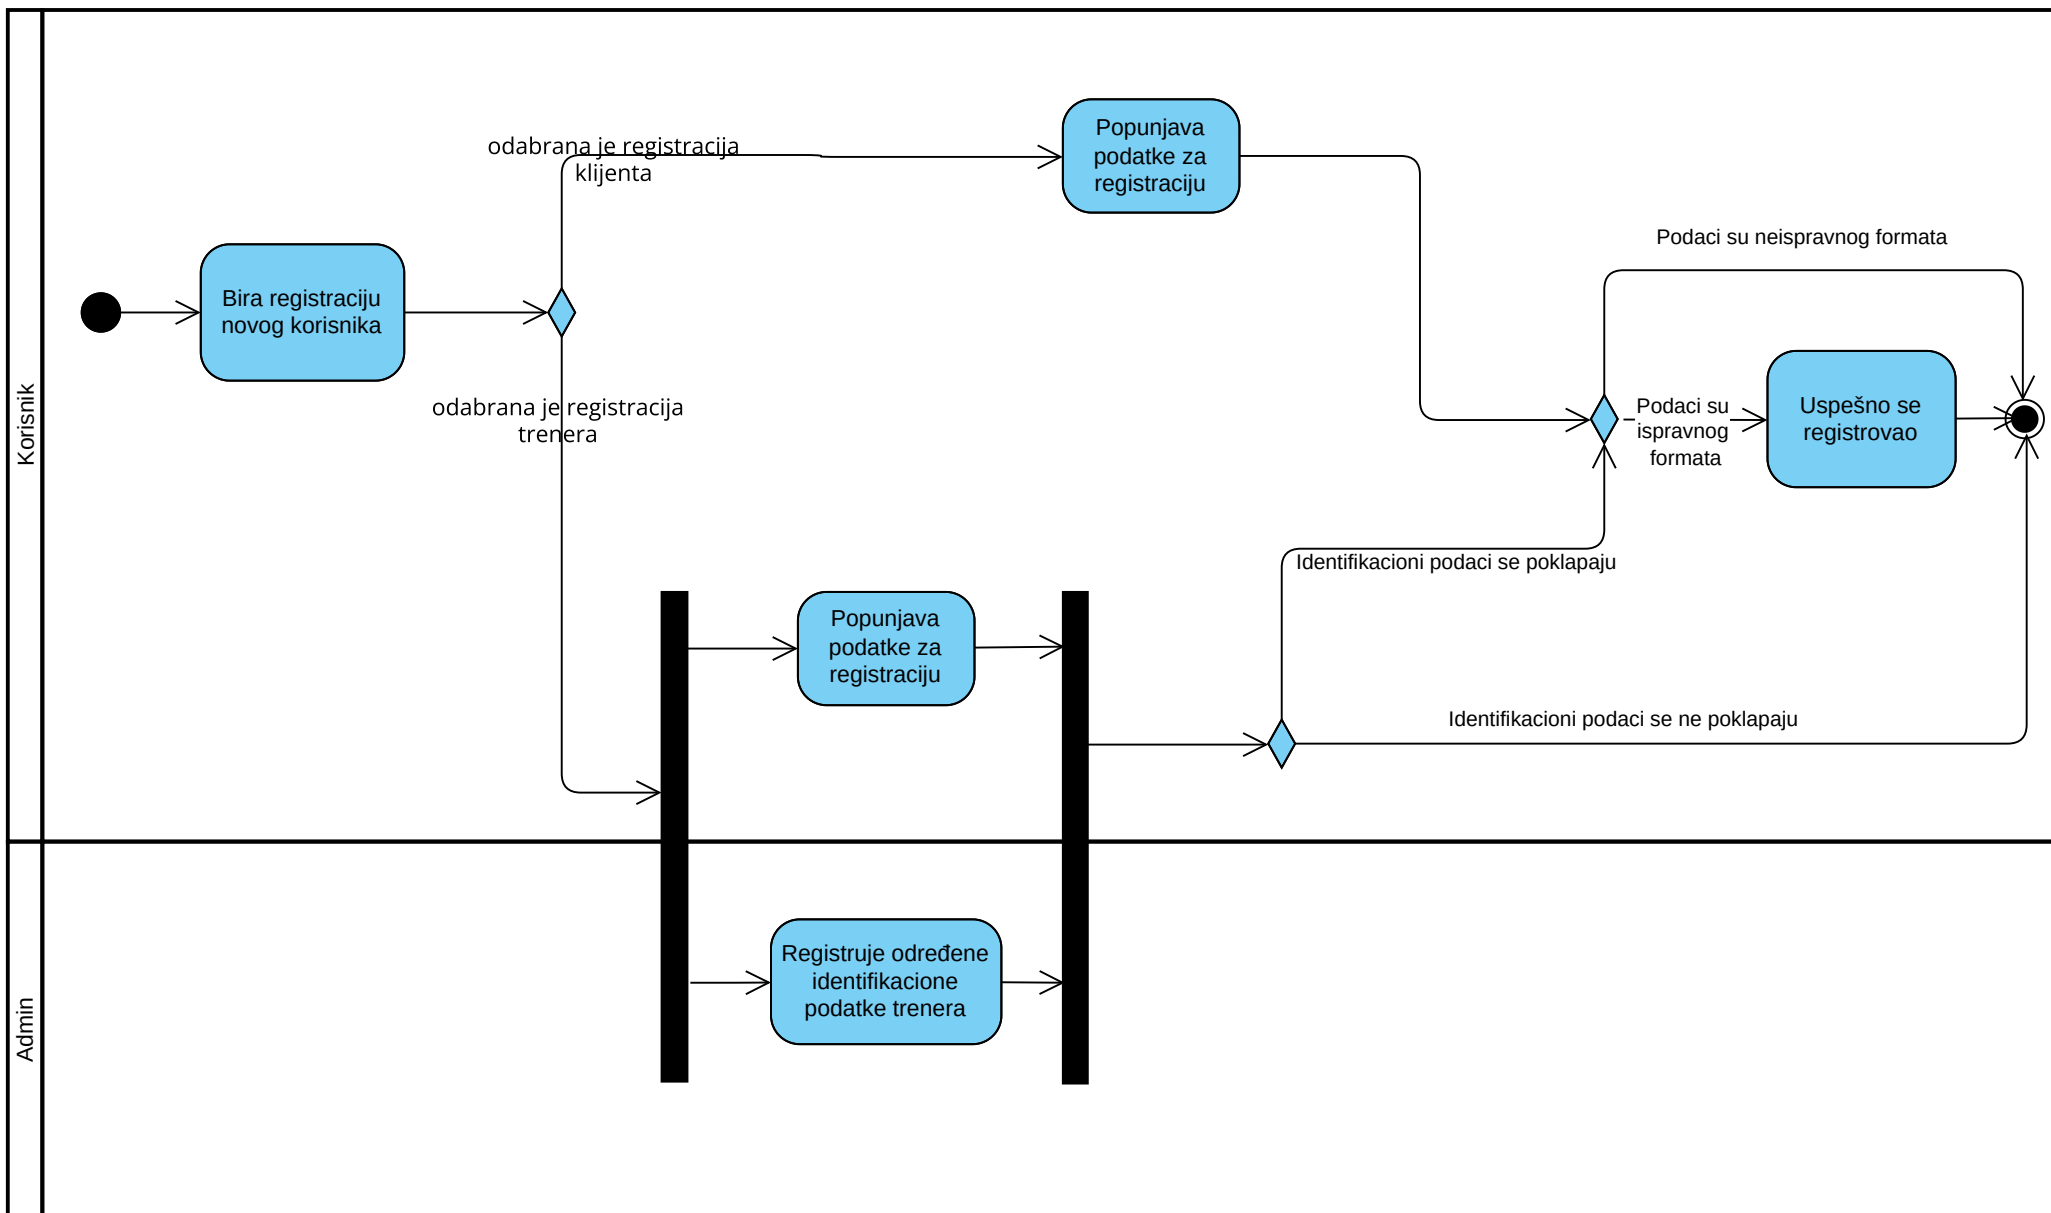 odabrana je registracija
klijenta
Popunjava
podatke za
registraciju
Podaci su neispravnog formata
Bira registraciju
novog korisnika
Korisnik
odabrana je registracija
trenera
Podaci su
ispravnog
formata
Uspešno se
registrovao
Identifikacioni podaci se poklapaju
Popunjava
podatke za
registraciju
Identifikacioni podaci se ne poklapaju
Admin
Registruje određene
identifikacione
podatke trenera